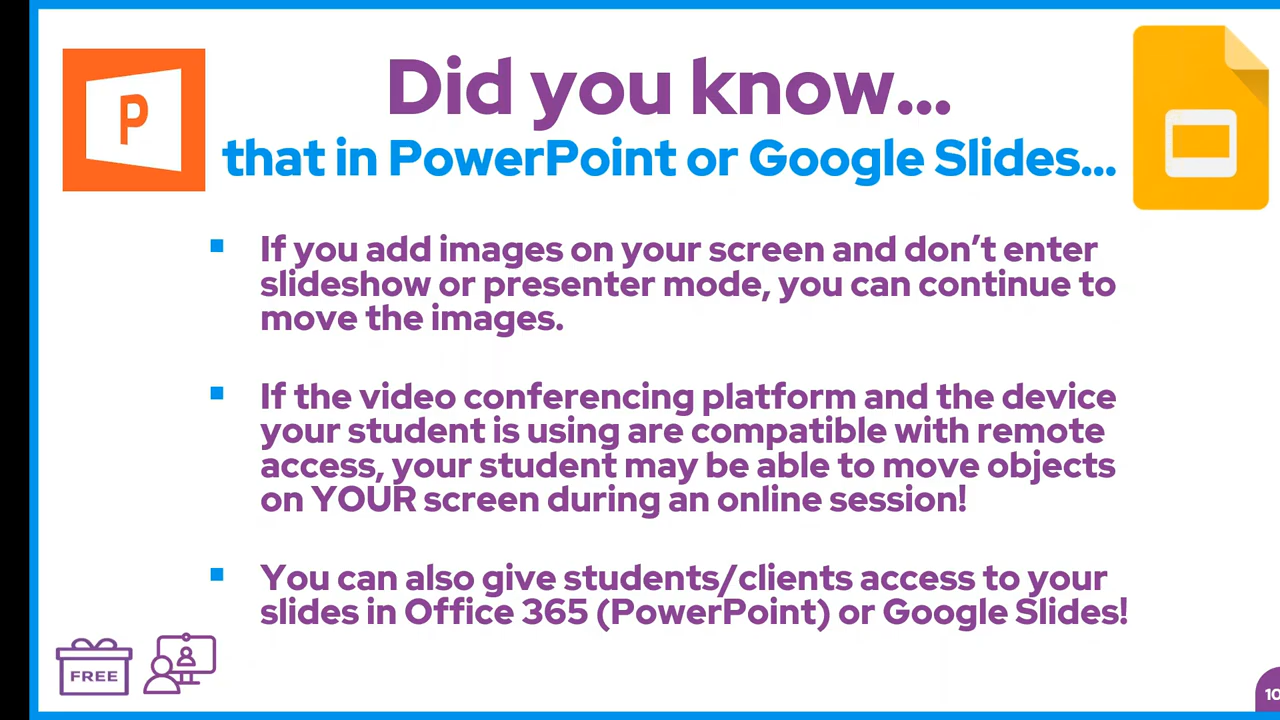 P
Did you know...
that in PowerPoint or Google Slides...
If you add images on your screen and don’t enter
slideshow or presenter mode, you can continue to
move the images.
If the video conferencing platform and the device
your student is using are compatible with remote
access, your student may be able to move objects
on YOUR screen during an online session!
You can also give students/clients access to your
slides in Office 365 (PowerPoint) or Google Slides!
FREE
10